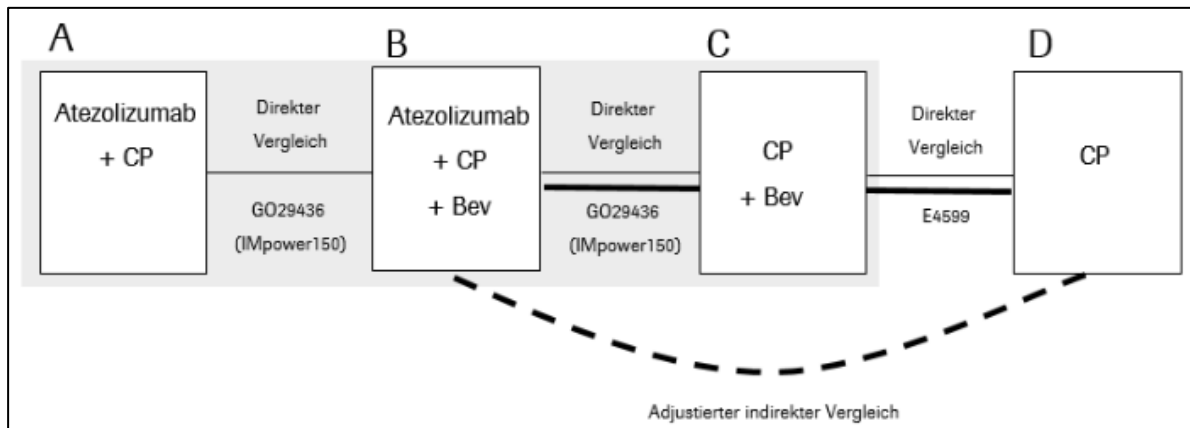 A
B
C
D
Atezolizumab
+ CP
Direkter
Vergleich
GO29436
(IMpower150)
Atezolizumab
+ CP
+ Bev
Direkter
Vergleich
GO29436
(IMpower150)
CP
+ Bev
Direkter
Vergleich
E4599
CP
Adjustierter indirekter Vergleich